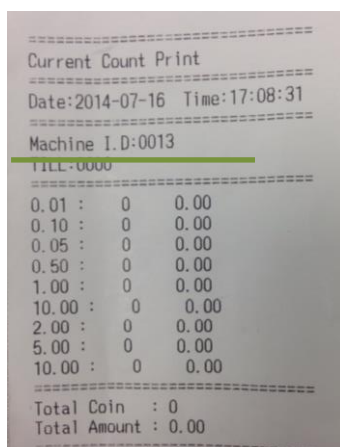 ==============================
Current Count Print
==============================
Date:2014-07-16 Time:17:08:31
==============================
Machine I.D:0013
TILL:0000
==============================
0.01 : 0 0.00
0.10 : 0 0.00
0.05 : 0 0.00
0.50 : 0 0.00
1.00 : 0 0.00
10.00 : 0 0.00
2.00 : 0 0.00
5.00 : 0 0.00
10.00 : 0 0.00
==============================
Total Coin : 0
Total Amount : 0.00
==============================